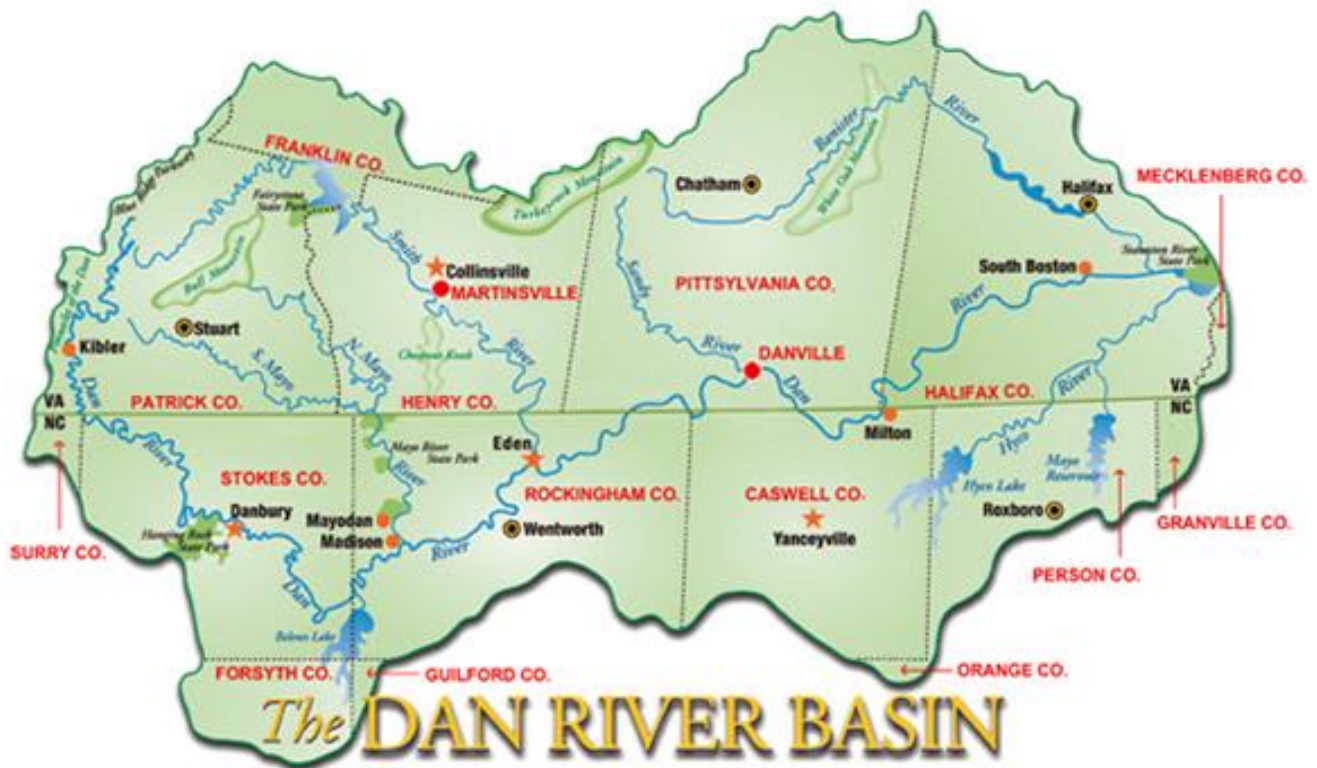 FRANKLIN CO.
Blue Ridge Parkway
Fairystone
State Park
Turkeycock Mountain
Chatham
Banister
River
White Oak Mountain
MECKLENBERG CO.
Halifax
Staunton River
State Park
Smith
Collinsville
MARTINSVILLE
Bull Mountain
Sandy
PITTSYLVANIA CO.
South Boston
River
Stuart
Kibler
S. Mayo
N. Mayo
River
River
DANVILLE
Dan
Dan
VA
NC
PATRICK CO.
HENRY CO.
HALIFAX CO.
River
VA
NC
Milton
Hyco
River
Mayo River
State Park
River
Eden
STOKES CO.
ROCKINGHAM CO.
CASWELL CO.
Hyco Lake
Mayo
Reservoir
Danbury
Hanging Rock
State Park
Mayodan
Madison
River
Wentworth
Yanceyville
Roxboro
GRANVILLE CO.
SURRY CO.
PERSON CO.
Dan
Belews Lake
FORSYTH CO.
GUILFORD CO.
ORANGE CO.
The DAN RIVER BASIN